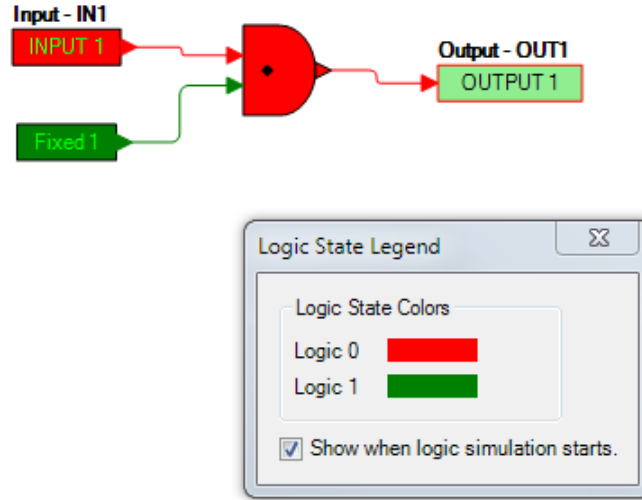 Input - IN1
INPUT 1
Output - OUT1
OUTPUT 1
Fixed 1
Logic State Legend
Logic State Colors
Logic 0
Logic 1
Show when logic simulation starts.